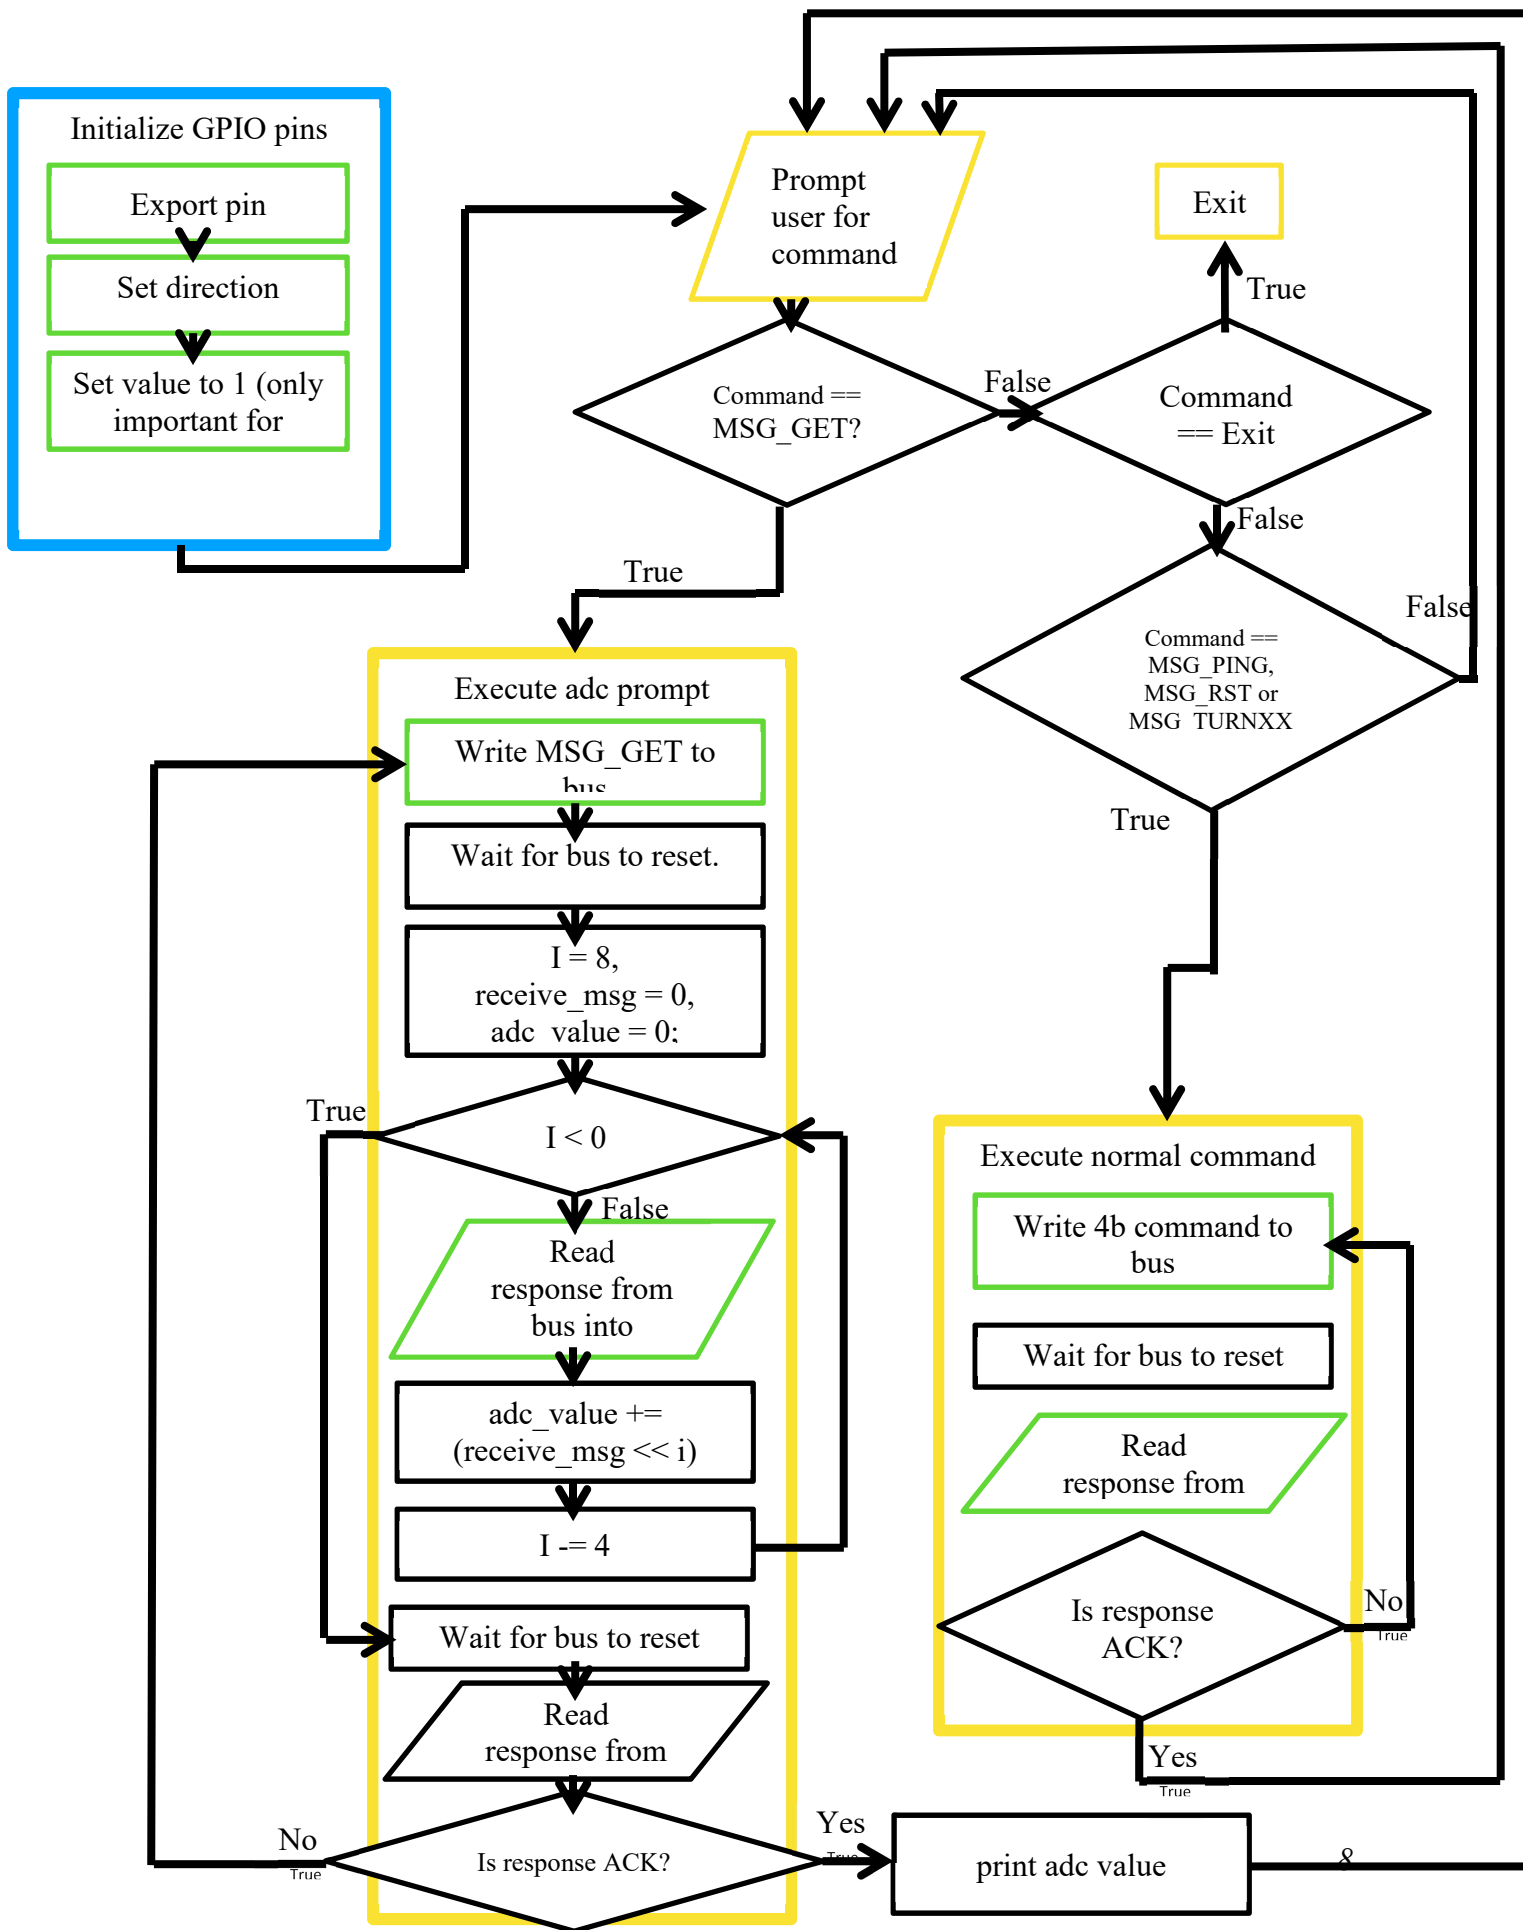 Initialize GPIO pins
Export pin
Set direction
Set value to 1 (only
important for
Prompt
user for
command
Exit
True
Command ==
MSG_GET?
False
Command
== Exit
False
True
Command ==
MSG_PING,
MSG_RST or
MSG_TURNXX
False
True
Execute adc prompt
Write MSG_GET to
bus
Wait for bus to reset.
I = 8,
receive_msg = 0,
adc_value = 0;
True
I < 0
False
Read
response from
bus into
adc_value +=
(receive_msg << i)
I -= 4
Wait for bus to reset
Read
response from
Is response ACK?
No
True
Yes
True
print adc value
&
Execute normal command
Write 4b command to
bus
Wait for bus to reset
Read
response from
Is response
ACK?
No
True
Yes
True